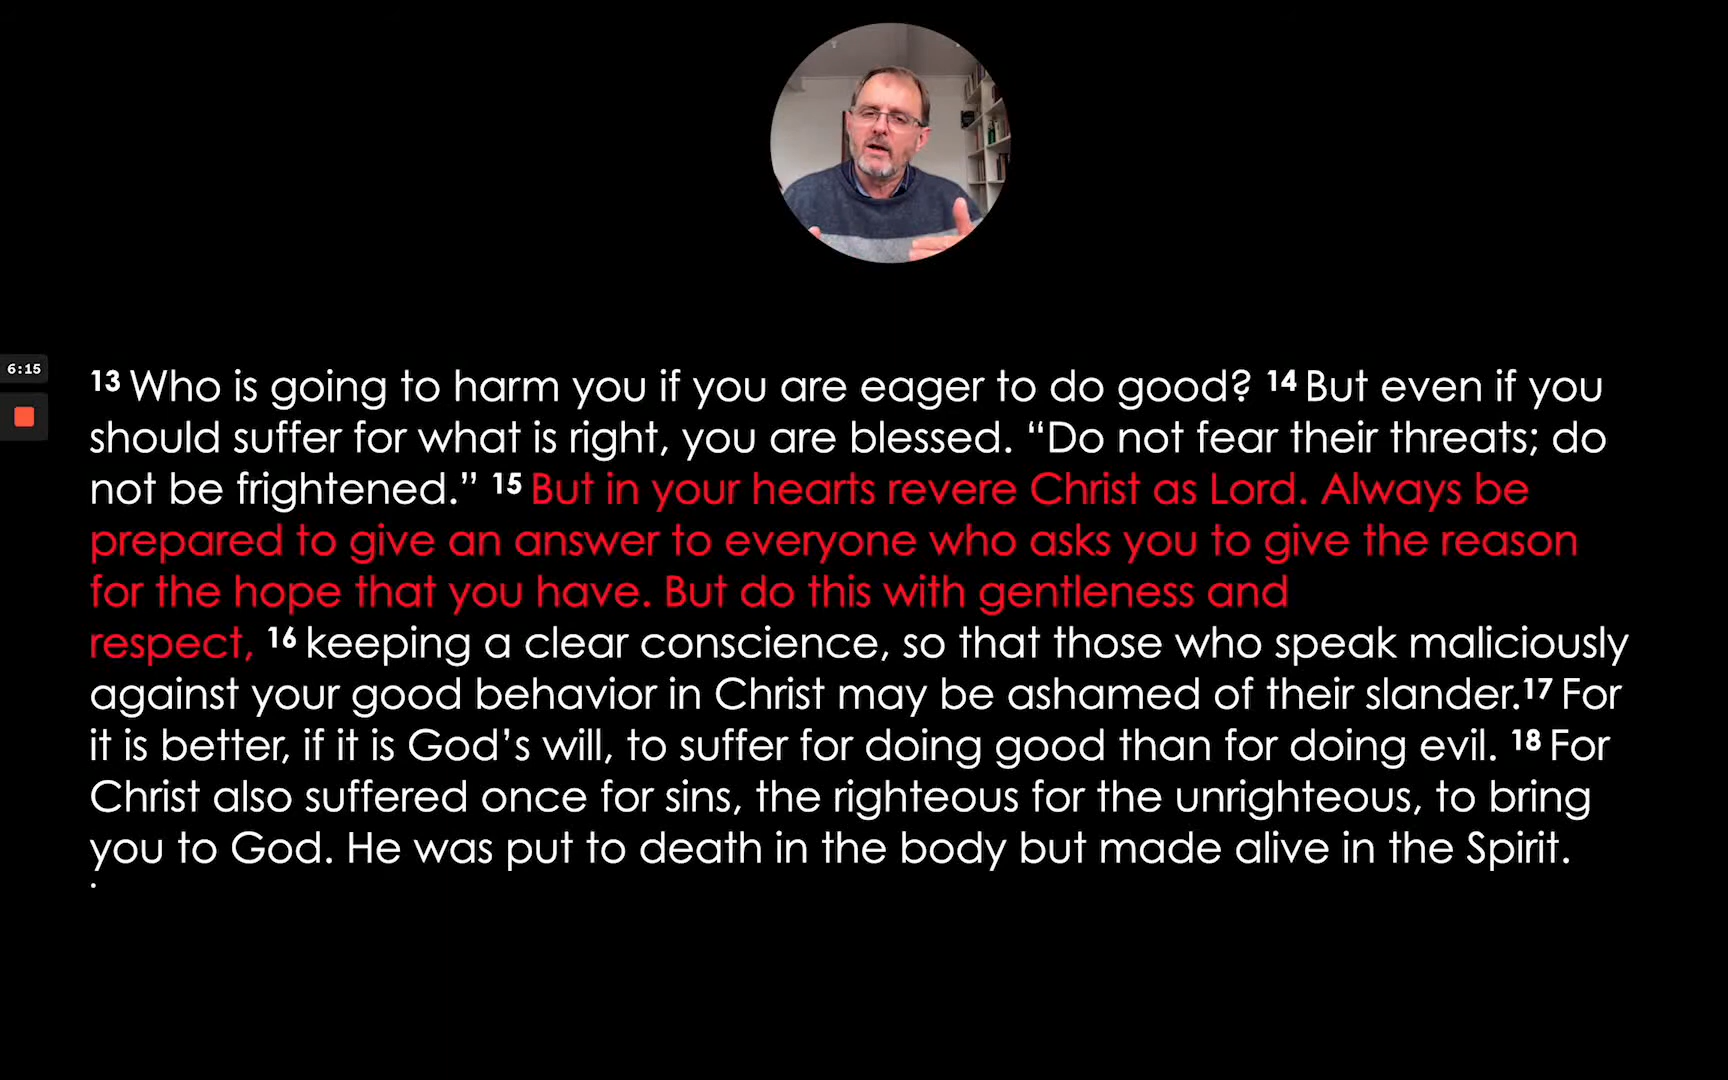 6:15
13 Who is going to harm you if you are eager to do good? 14 But even if you
should suffer for what is right, you are blessed. “Do not fear their threats; do
not be frightened.” 15 But in your hearts revere Christ as Lord. Always be
prepared to give an answer to everyone who asks you to give the reason
for the hope that you have. But do this with gentleness and
respect, 16 keeping a clear conscience, so that those who speak maliciously
against your good behavior in Christ may be ashamed of their slander.17 For
it is better, if it is God’s will, to suffer for doing good than for doing evil. 18 For
Christ also suffered once for sins, the righteous for the unrighteous, to bring
you to God. He was put to death in the body but made alive in the Spirit.
.